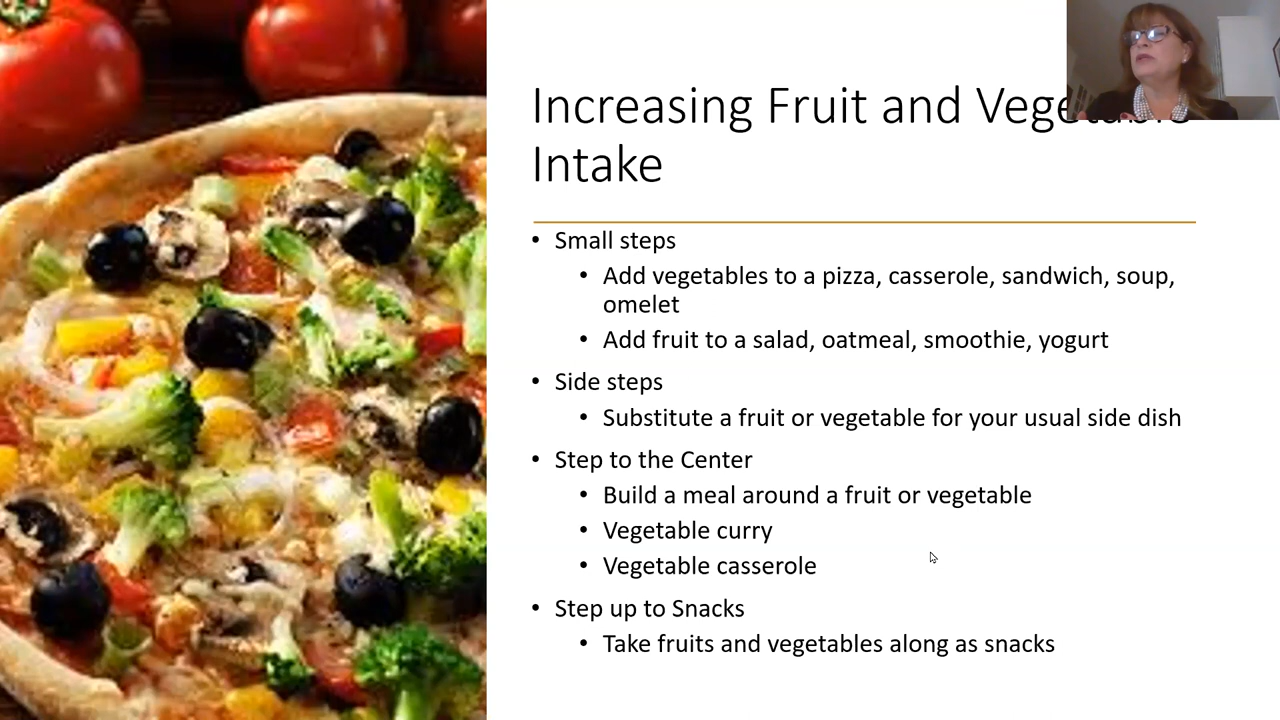 Increasing Fruit and Vegetable
Intake
• Small steps
• Add vegetables to a pizza, casserole, sandwich, soup,
omelet
• Add fruit to a salad, oatmeal, smoothie, yogurt
• Side steps
• Substitute a fruit or vegetable for your usual side dish
• Step to the Center
• Build a meal around a fruit or vegetable
• Vegetable curry
• Vegetable casserole
• Step up to Snacks
• Take fruits and vegetables along as snacks